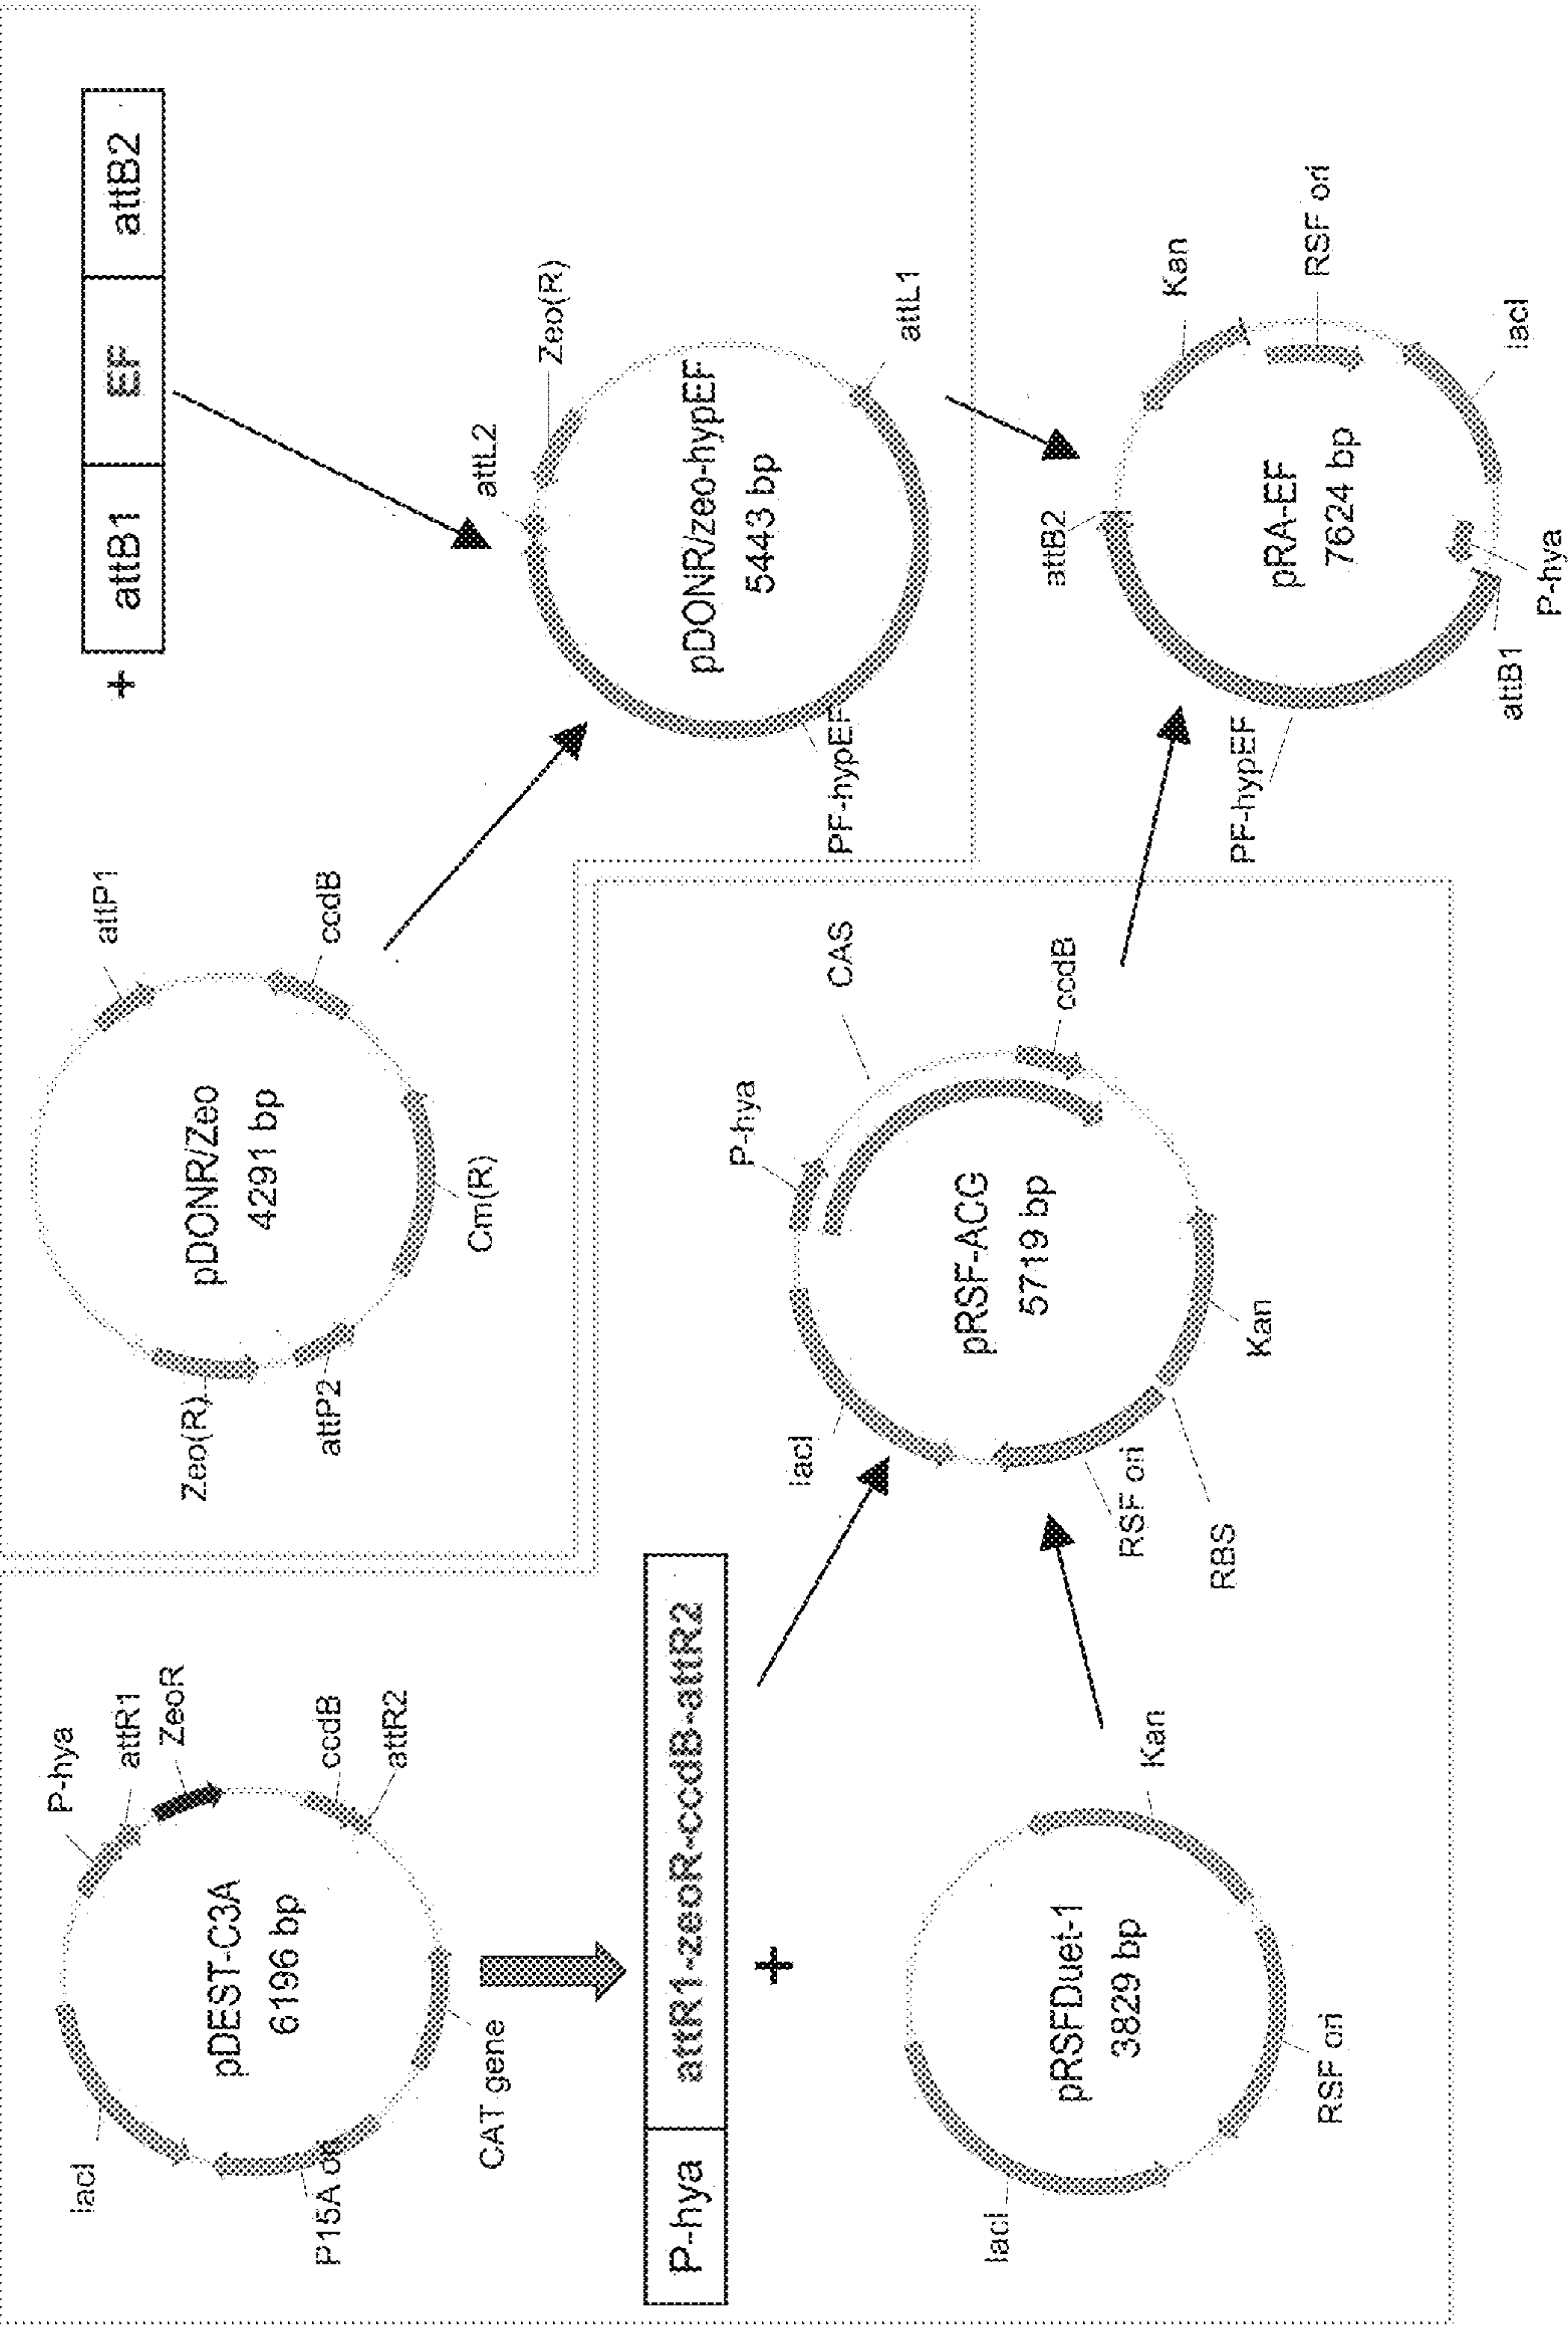 pDEST-C3A
6196 bp
P-hya
attR1
ZeoR
ccdB
attR2
CAT gene
P15A ori
lacI
P-hya
attR1-zeoR-ccdB-attR2
+
pRSFDuet-1
3829 bp
Kan
RSF ori
lacI
pRSF-ACG
5719 bp
P-hya
CAS
ccdB
Kan
RBS
RSF ori
lacI
pDONR/Zeo
4291 bp
attP1
ccdB
Cm(R)
attP2
Zeo(R)
+
attB1
EF
attB2
pDONR/zeo-hypEF
5443 bp
attL2
Zeo(R)
attL1
PF-hypEF
pRA-EF
7624 bp
attB2
Kan
RSF ori
lacI
P-hya
attB1
PF-hypEF